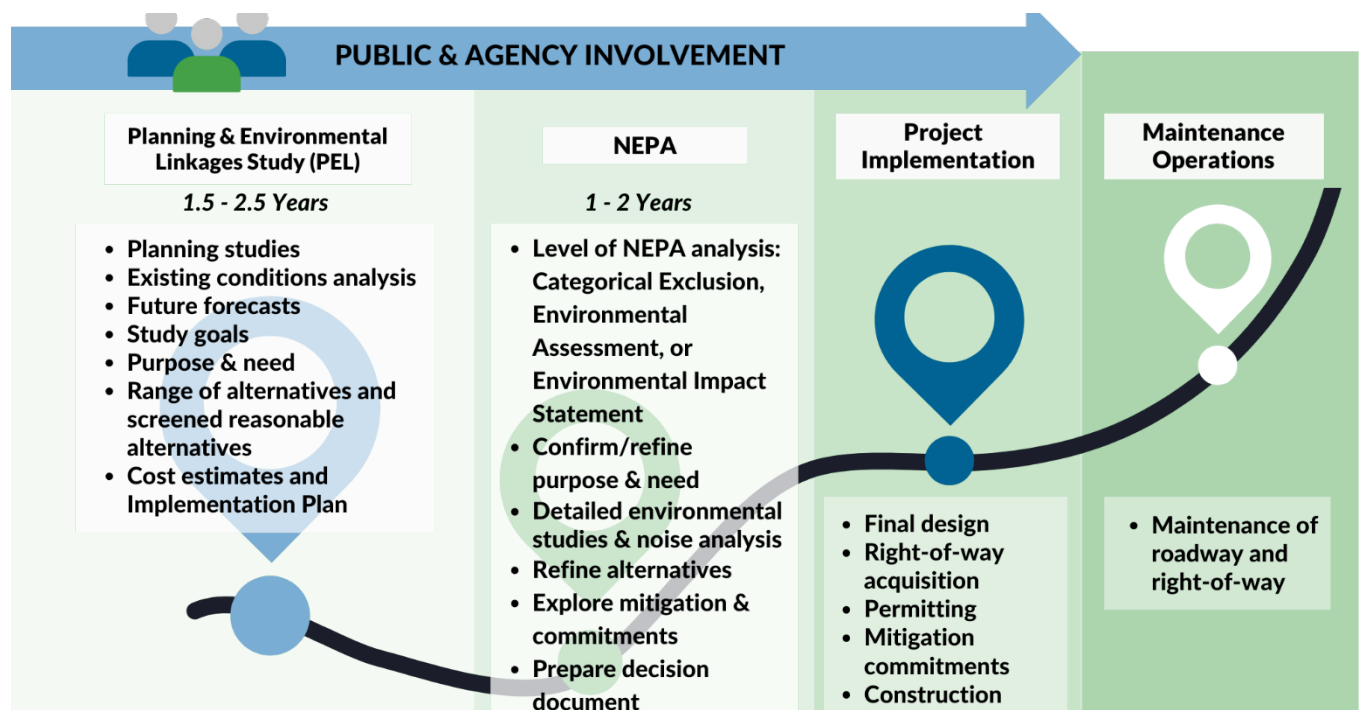 PUBLIC & AGENCY INVOLVEMENT
Planning & Environmental
Linkages Study (PEL)
1.5 - 2.5 Years
• Planning studies
• Existing conditions analysis
• Future forecasts
• Study goals
• Purpose & need
• Range of alternatives and
screened reasonable
alternatives
• Cost estimates and
Implementation Plan
NEPA
1 - 2 Years
• Level of NEPA analysis:
Categorical Exclusion,
Environmental
Assessment, or
Environmental Impact
Statement
• Confirm/refine
purpose & need
• Detailed environmental
studies & noise analysis
• Refine alternatives
• Explore mitigation &
commitments
• Prepare decision
document
Project
Implementation
• Final design
• Right-of-way
acquisition
• Permitting
• Mitigation
commitments
• Construction
Maintenance
Operations
• Maintenance of
roadway and
right-of-way